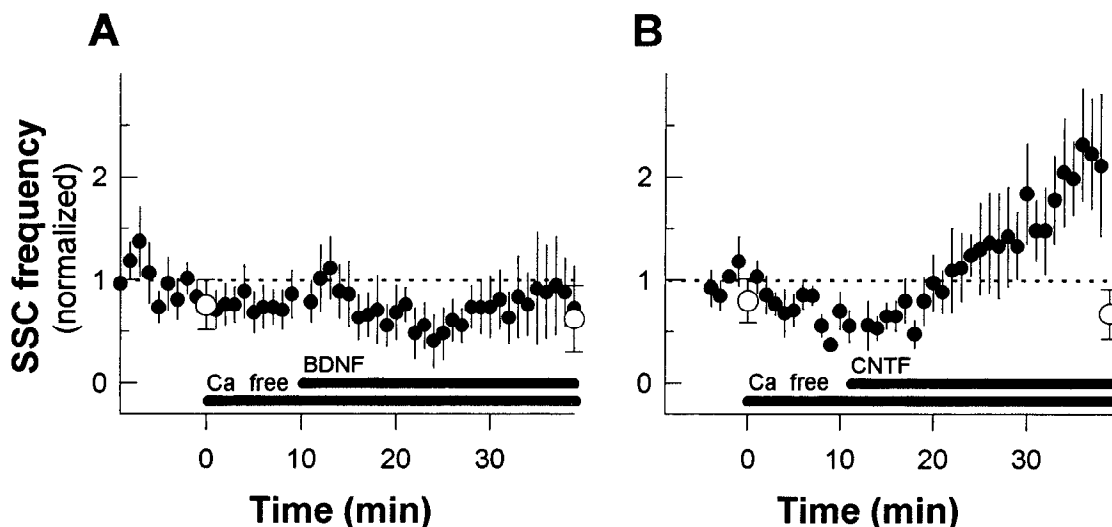 A
B
SSC frequency
(normalized)
2
1
0
BDNF
Ca free
0 10 20 30
Time (min)
2
1
0
CNTF
Ca free
0 10 20 30
Time (min)